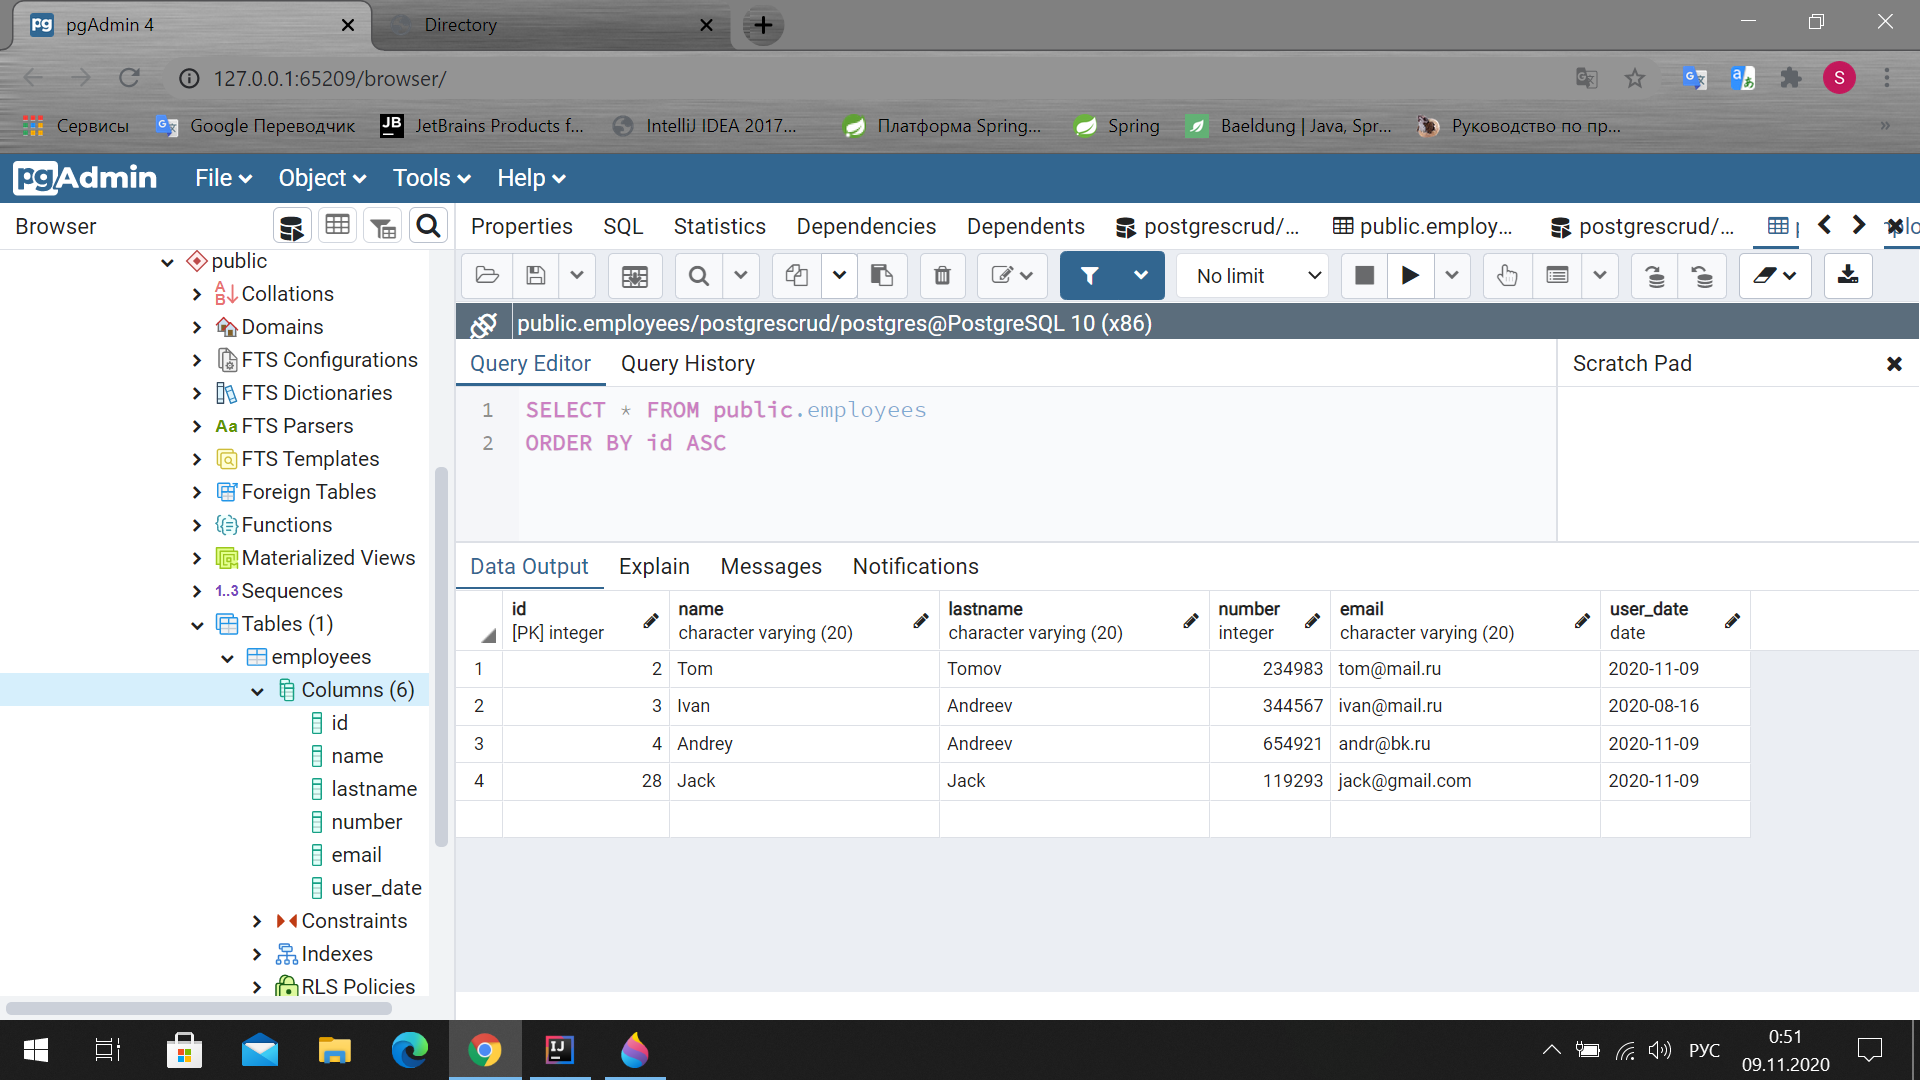 pgAdmin 4
Directory
127.0.0.1:65209/browser/
S
Сервисы
Google Переводчик
JetBrains Products f...
IntelliJ IDEA 2017...
Платформа Spring...
Spring
Baeldung | Java, Spr...
Руководство по пр...
pgAdmin
File
Object
Tools
Help
Browser
Properties
SQL
Statistics
Dependencies
Dependents
postgrescrud/...
public.employ...
postgrescrud/...
public
Collations
Domains
FTS Configurations
FTS Dictionaries
Aa FTS Parsers
FTS Templates
Foreign Tables
Functions
Materialized Views
1..3 Sequences
Tables (1)
employees
Columns (6)
id
name
lastname
number
email
user_date
Constraints
Indexes
RLS Policies
No limit
public.employees/postgrescrud/postgres@PostgreSQL 10 (x86)
Query Editor
Query History
Scratch Pad
1 SELECT * FROM public.employees
2 ORDER BY id ASC
Data Output
Explain
Messages
Notifications
id name lastname number email user_date
[PK] integer character varying (20) character varying (20) integer character varying (20) date
1 2 Tom Tomov 234983 tom@mail.ru 2020-11-09
2 3 Ivan Andreev 344567 ivan@mail.ru 2020-08-16
3 4 Andrey Andreev 654921 andr@bk.ru 2020-11-09
4 28 Jack Jack 119293 jack@gmail.com 2020-11-09
РУС
0:51
09.11.2020